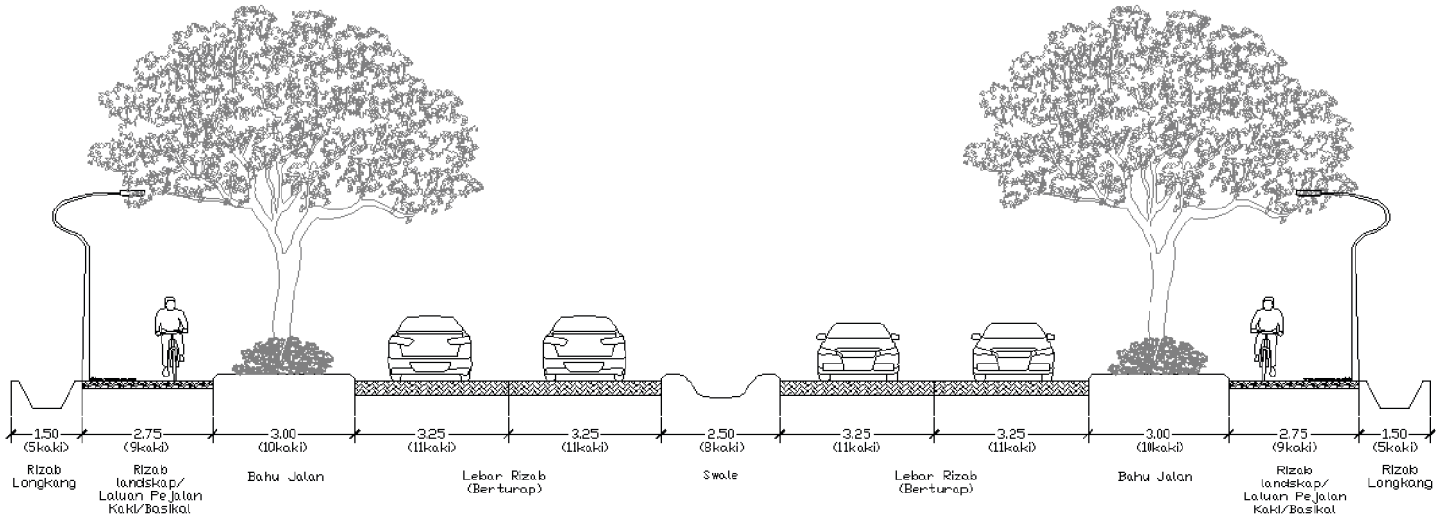 1.50 2.75 3.00 3.25 3.25 2.50 3.25 3.25 3.00 2.75 1.50
(5kaki) (9kaki) (10kaki) (11kaki) (11kaki) (8kaki) (11kaki) (11kaki) (10kaki) (9kaki) (5kaki)
Rizab
Longkang
Rizab
landskap/
Laluan Pejalan
Kaki/Basikal
Bahu Jalan
Lebar Rizab
(Berturap)
Swale
Lebar Rizab
(Berturap)
Bahu Jalan
Rizab
landskap/
Laluan Pejalan
Kaki/Basikal
Rizab
Longkang